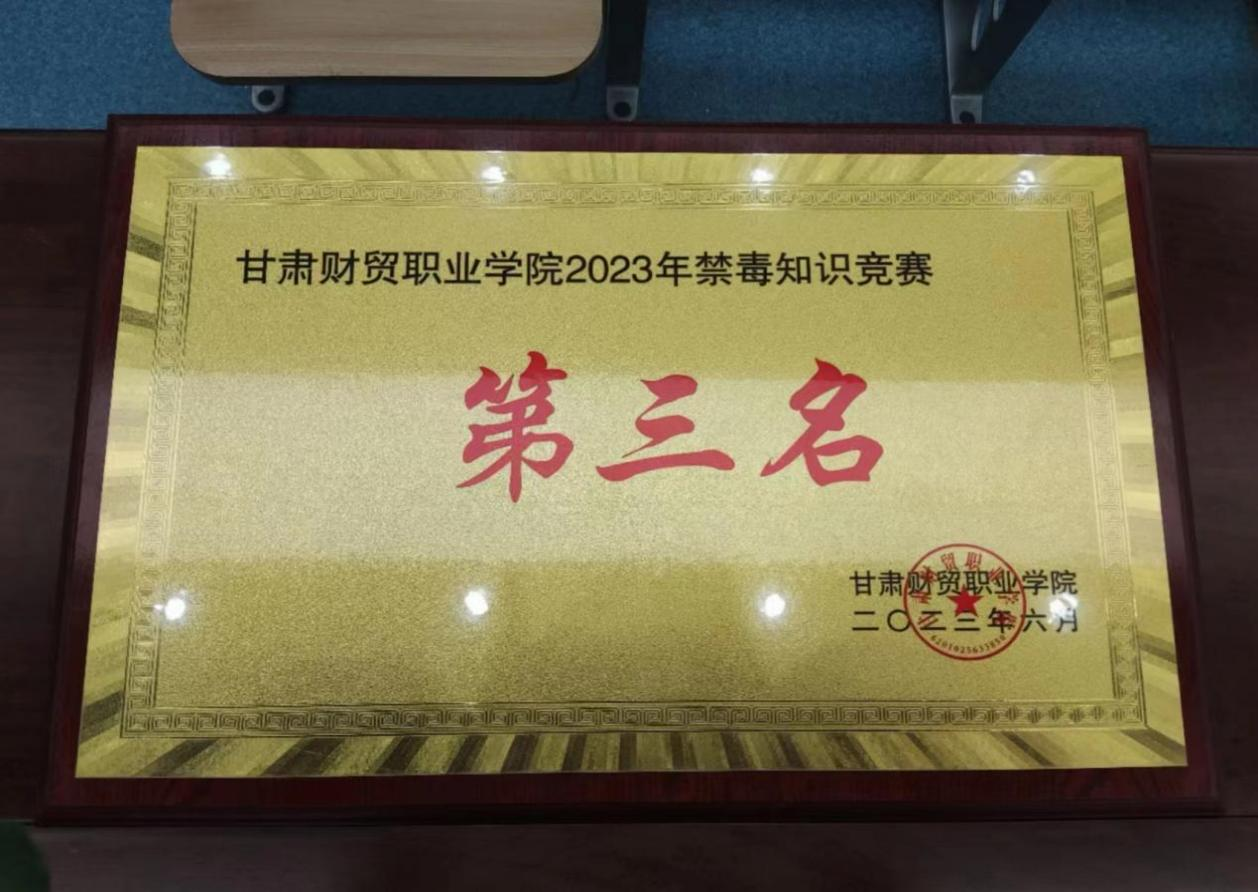 甘肃财贸职业学院2023年禁毒知识竞赛
第三名
甘肃财贸职业学院
二〇二三年六月